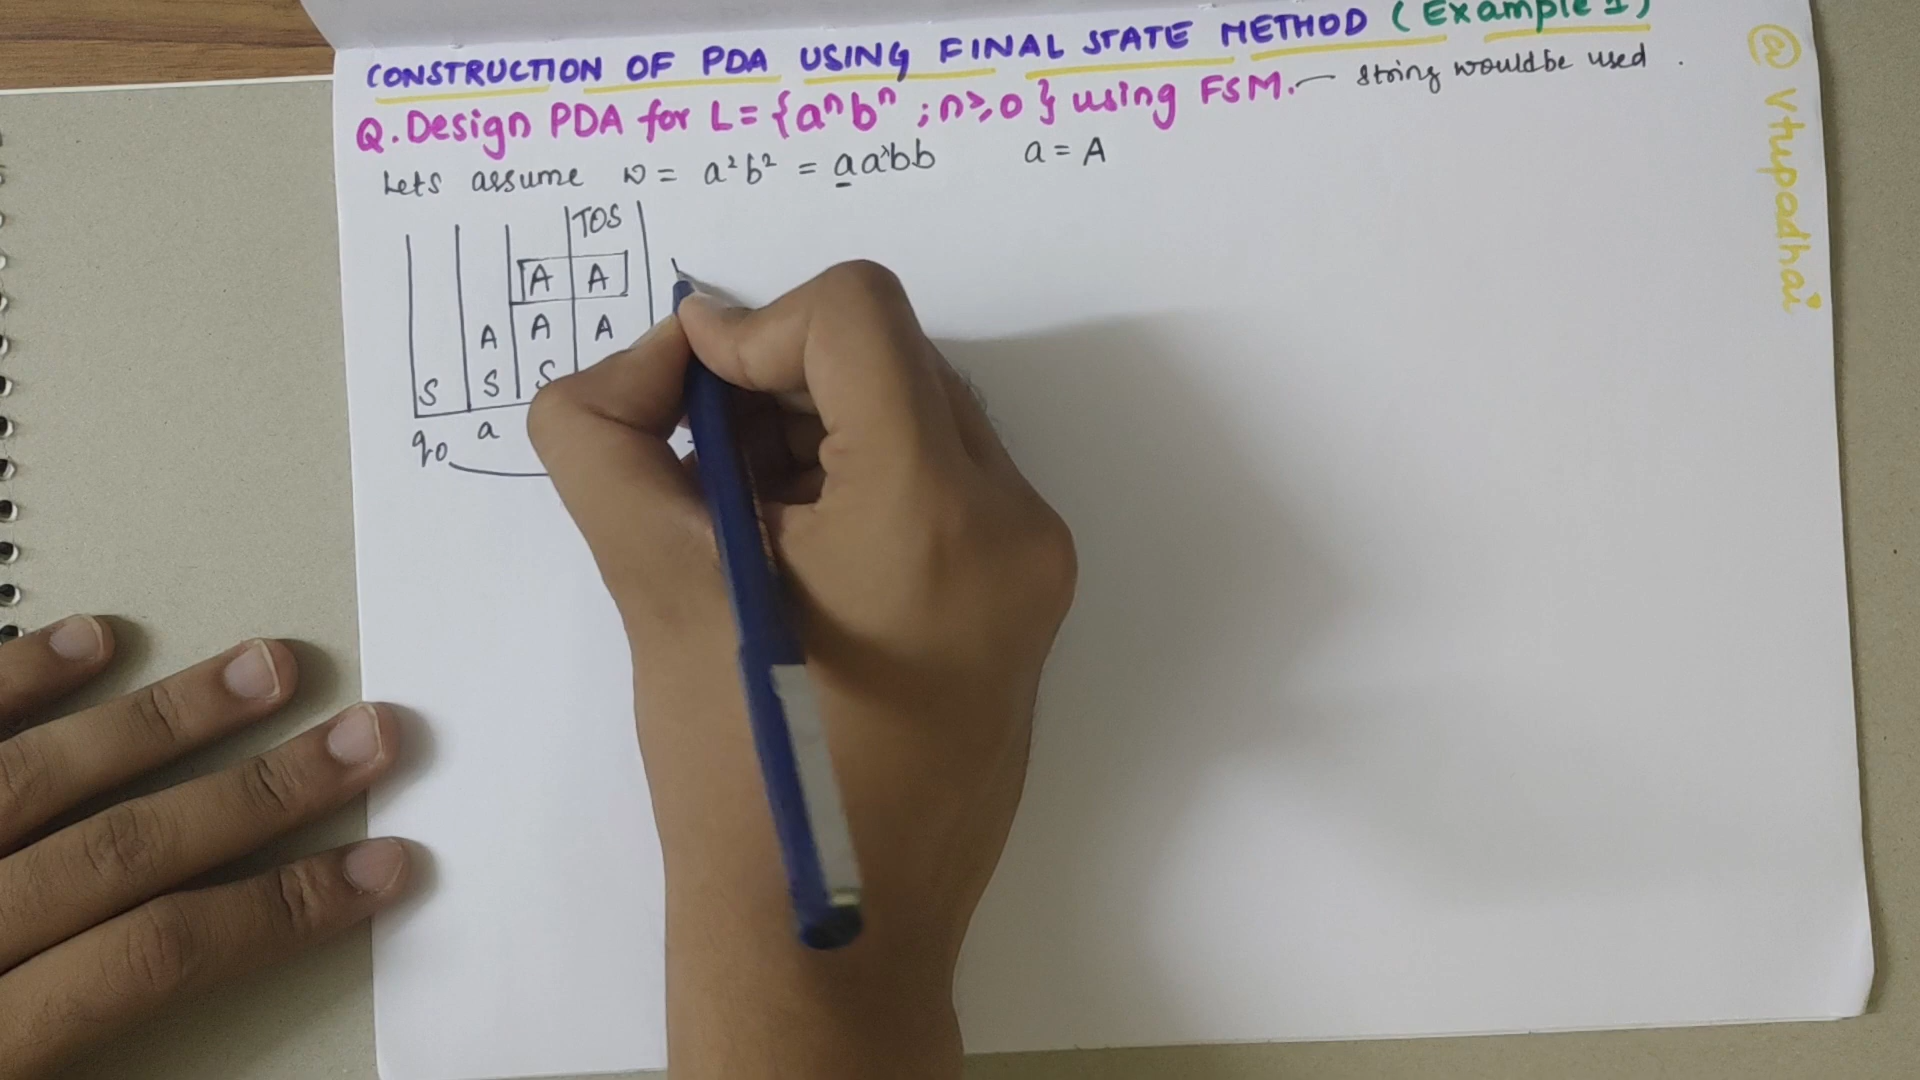 CONSTRUCTION OF PDA USING FINAL STATE METHOD (Example 1)
Q. Design PDA for L = {aⁿbⁿ ; n≥0} using FSM. — string would be used.
Lets assume w = a²b² = aabb a = A
TOS
A A
A A A
S S S
q₀ a
@Vtupadhai